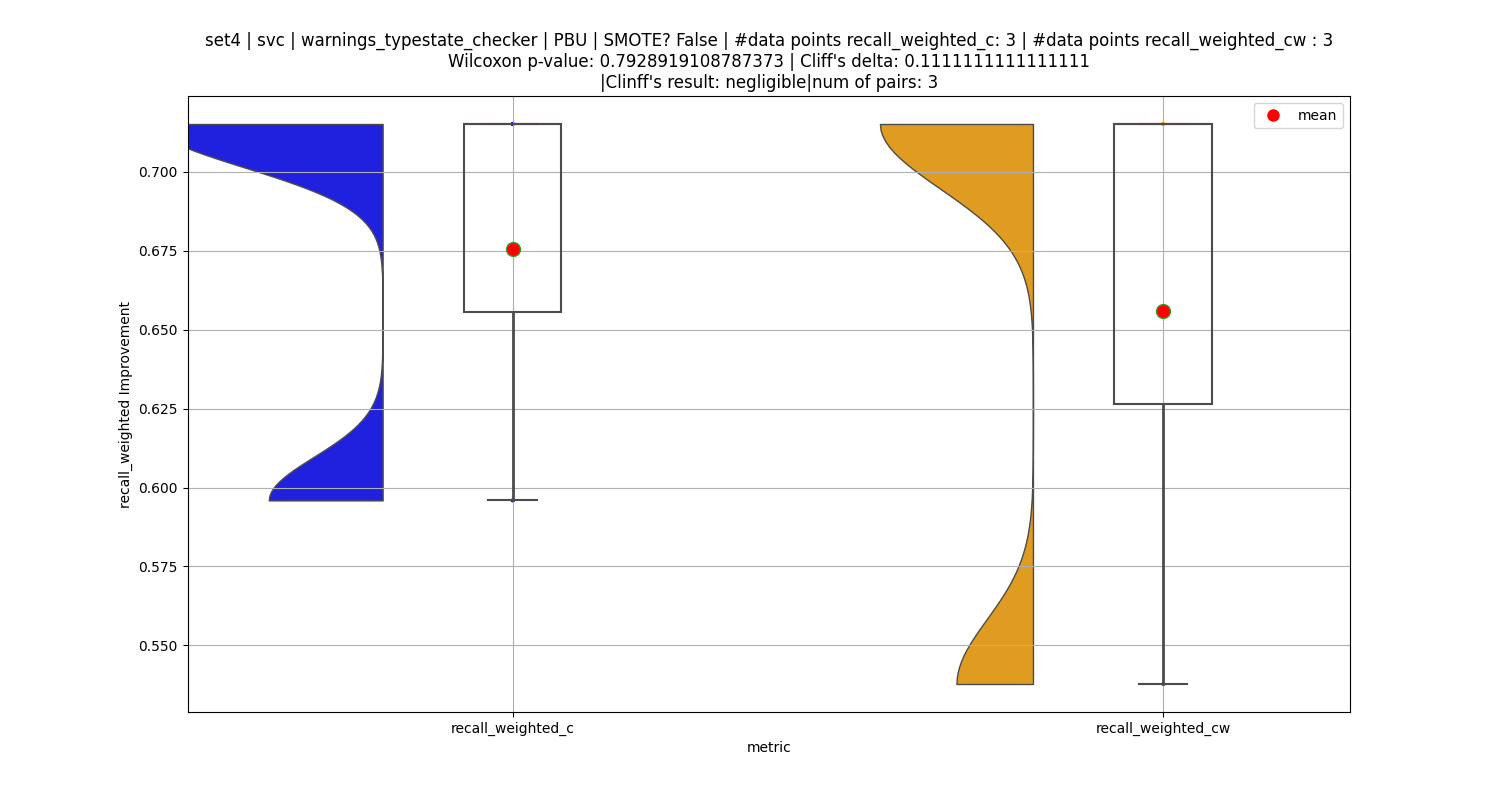 set4 | svc | warnings_typestate_checker | PBU | SMOTE? False | #data points recall_weighted_c: 3 | #data points recall_weighted_cw : 3
Wilcoxon p-value: 0.7928919108787373 | Cliff's delta: 0.1111111111111111
|Clinff's result: negligible|num of pairs: 3
mean
0.700
0.675
0.650
0.625
0.600
0.575
0.550
recall_weighted Improvement
recall_weighted_c
recall_weighted_cw
metric